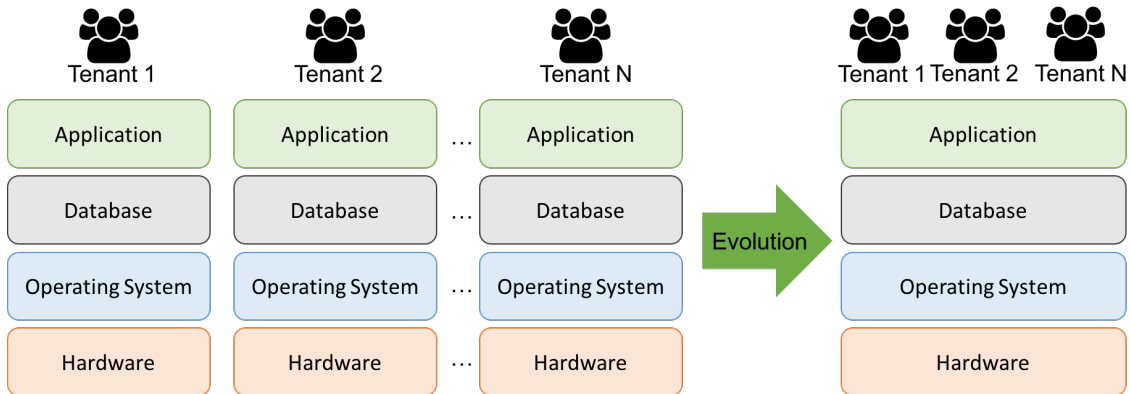 Tenant 1 Tenant 2 Tenant N Tenant 1 Tenant 2 Tenant N
Application Application … Application Application
Database Database … Database Database
Evolution
Operating System Operating System … Operating System Operating System
Hardware Hardware … Hardware Hardware